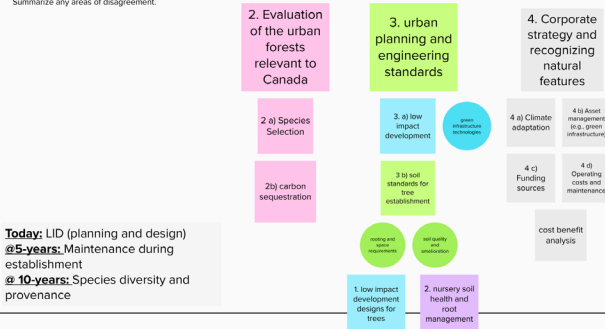 Summarize any areas of disagreement.
2. Evaluation
of the urban
forests
relevant to
Canada
3. urban
planning and
engineering
standards
4. Corporate
strategy and
recognizing
natural
features
2 a) Species
Selection
3. a) low
impact
development
green
infrastructure
technologies
4 a) Climate
adaptation
4 b) Asset
management
(e.g., green
infrastructure)
2b) carbon
sequestration
3 b) soil
standards for
tree
establishment
4 c)
Funding
sources
4 d)
Operating
costs and
maintenance
rooting and
space
requirements
soil quality
and
amelioration
cost benefit
analysis
Today: LID (planning and design)
@5-years: Maintenance during
establishment
@ 10-years: Species diversity and
provenance
1. low impact
development
designs for
trees
2. nursery soil
health and
root
management